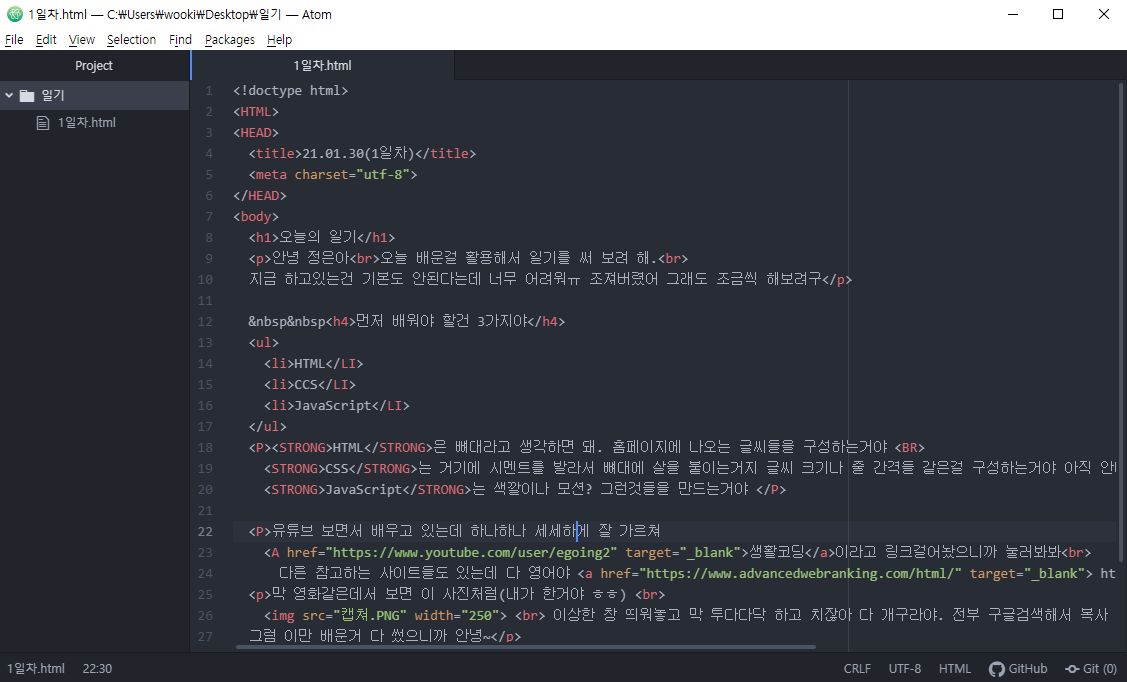 1일차.html — C:₩Users₩wooki₩Desktop₩일기 — Atom
File Edit View Selection Find Packages Help
Project
1일차.html
일기
1일차.html
1 <!doctype html>
2 <HTML>
3 <HEAD>
4 <title>21.01.30(1일차)</title>
5 <meta charset="utf-8">
6 </HEAD>
7 <body>
8 <h1>오늘의 일기</h1>
9 <p>안녕 정은아<br>오늘 배운걸 활용해서 일기를 써 보려 해.<br>
10 지금 하고있는건 기본도 안된다는데 너무 어려워ㅠ 조져버렸어 그래도 조금씩 해보려구</p>
11
12 &nbsp&nbsp<h4>먼저 배워야 할건 3가지야</h4>
13 <ul>
14 <li>HTML</LI>
15 <li>CCS</LI>
16 <li>JavaScript</LI>
17 </ul>
18 <P><STRONG>HTML</STRONG>은 뼈대라고 생각하면 돼. 홈페이지에 나오는 글씨들을 구성하는거야 <BR>
19 <STRONG>CSS</STRONG>는 거기에 시멘트를 발라서 뼈대에 살을 붙이는거지 글씨 크기나 줄 간격들 같은걸 구성하는거야 아직
20 <STRONG>JavaScript</STRONG>는 색깔이나 모션? 그런것들을 만드는거야 </P>
21
22 <P>유튜브 보면서 배우고 있는데 하나하나 세세하게 잘 가르쳐
23 <A href="https://www.youtube.com/user/egoing2" target="_blank">생활코딩</a>이라고 링크걸어놨으니까 눌러봐봐<br>
24 다른 참고하는 사이트들도 있는데 다 영어야 <a href="https://www.advancedwebranking.com/html/" target="_blank"> ht
25 <p>막 영화같은데서 보면 이 사진처럼(내가 한거야 ㅎㅎ) <br>
26 <img src="캡쳐.PNG" width="250"> <br> 이상한 창 띄워놓고 막 투다다닥 하고 치잖아 다 개구라야. 전부 구글검색해서 복사
27 그럼 이만 배운거 다 썼으니까 안녕~</p>
1일차.html 22:30 CRLF UTF-8 HTML GitHub Git (0)